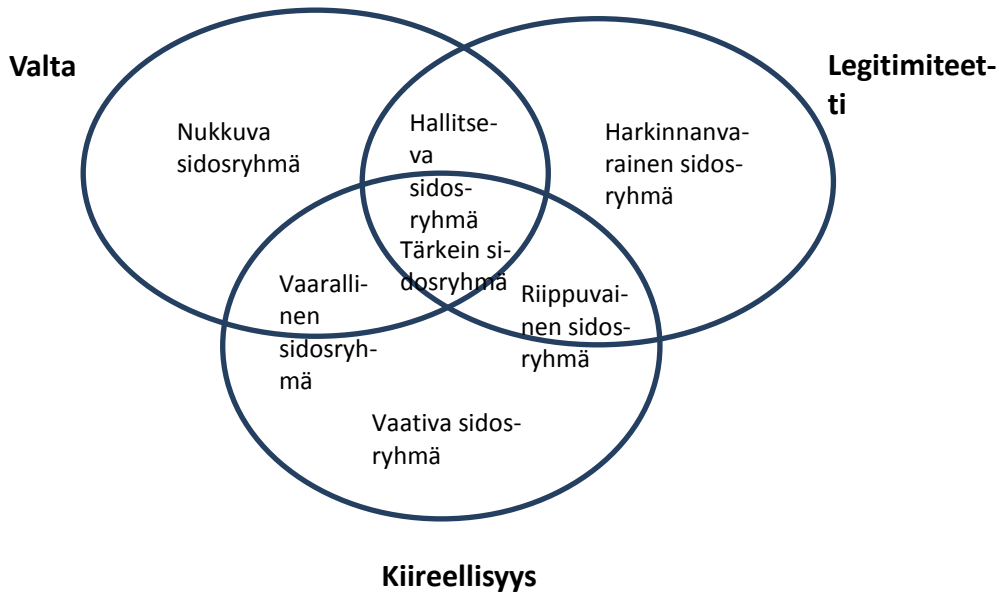 Valta
Legitimiteet-
ti
Nukkuva
sidosryhmä
Hallitse-
va
sidos-
ryhmä
Harkinnanva-
rainen sidos-
ryhmä
Tärkein si-
dosryhmä
Vaaralli-
nen
sidosryh-
mä
Riippuvai-
nen sidos-
ryhmä
Vaativa sidos-
ryhmä
Kiireellisyys